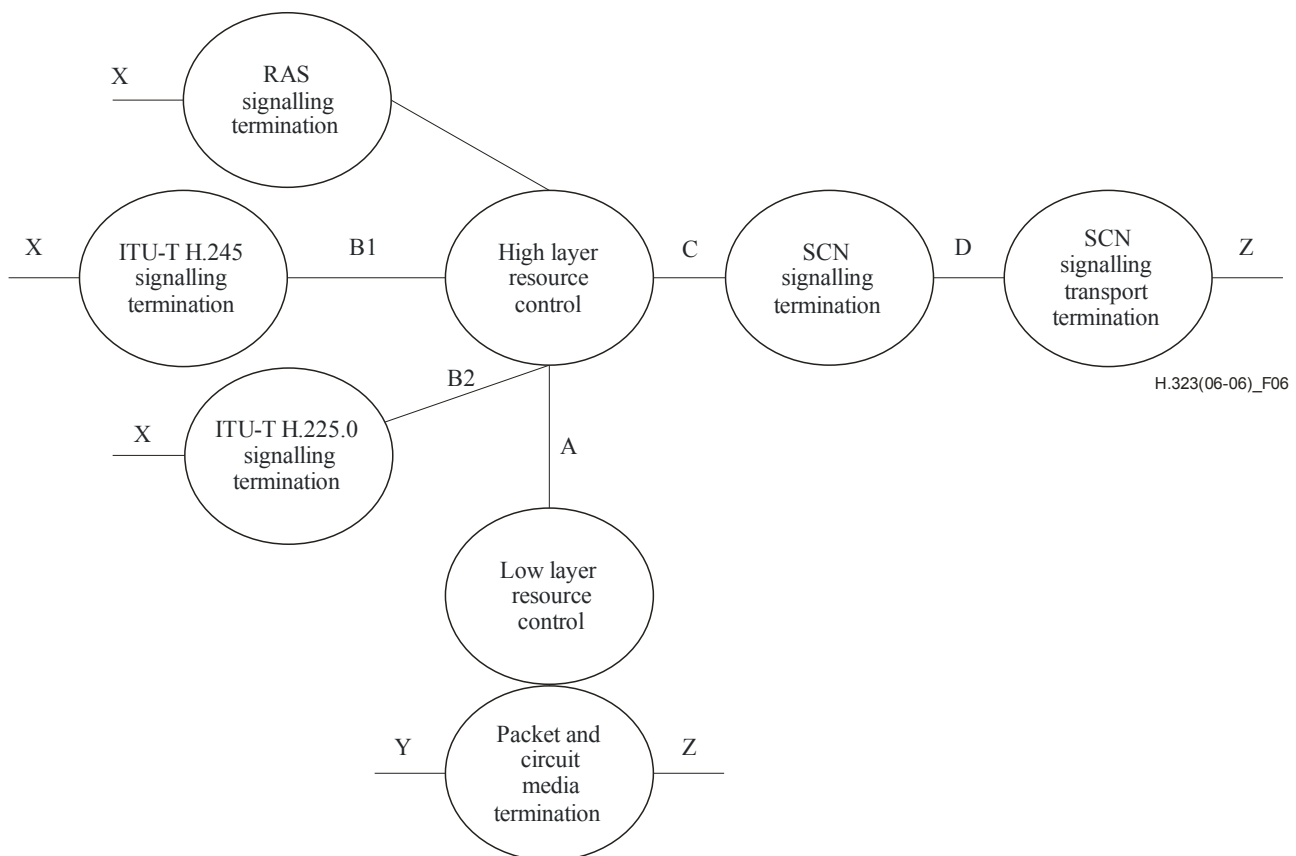 X
RAS
signalling
termination
X
ITU-T H.245
signalling
termination
B1
High layer
resource
control
C
SCN
signalling
termination
D
SCN
signalling
transport
termination
Z
H.323(06-06)_F06
B2
X
ITU-T H.225.0
signalling
termination
A
Low layer
resource
control
Y
Packet and
circuit
media
termination
Z